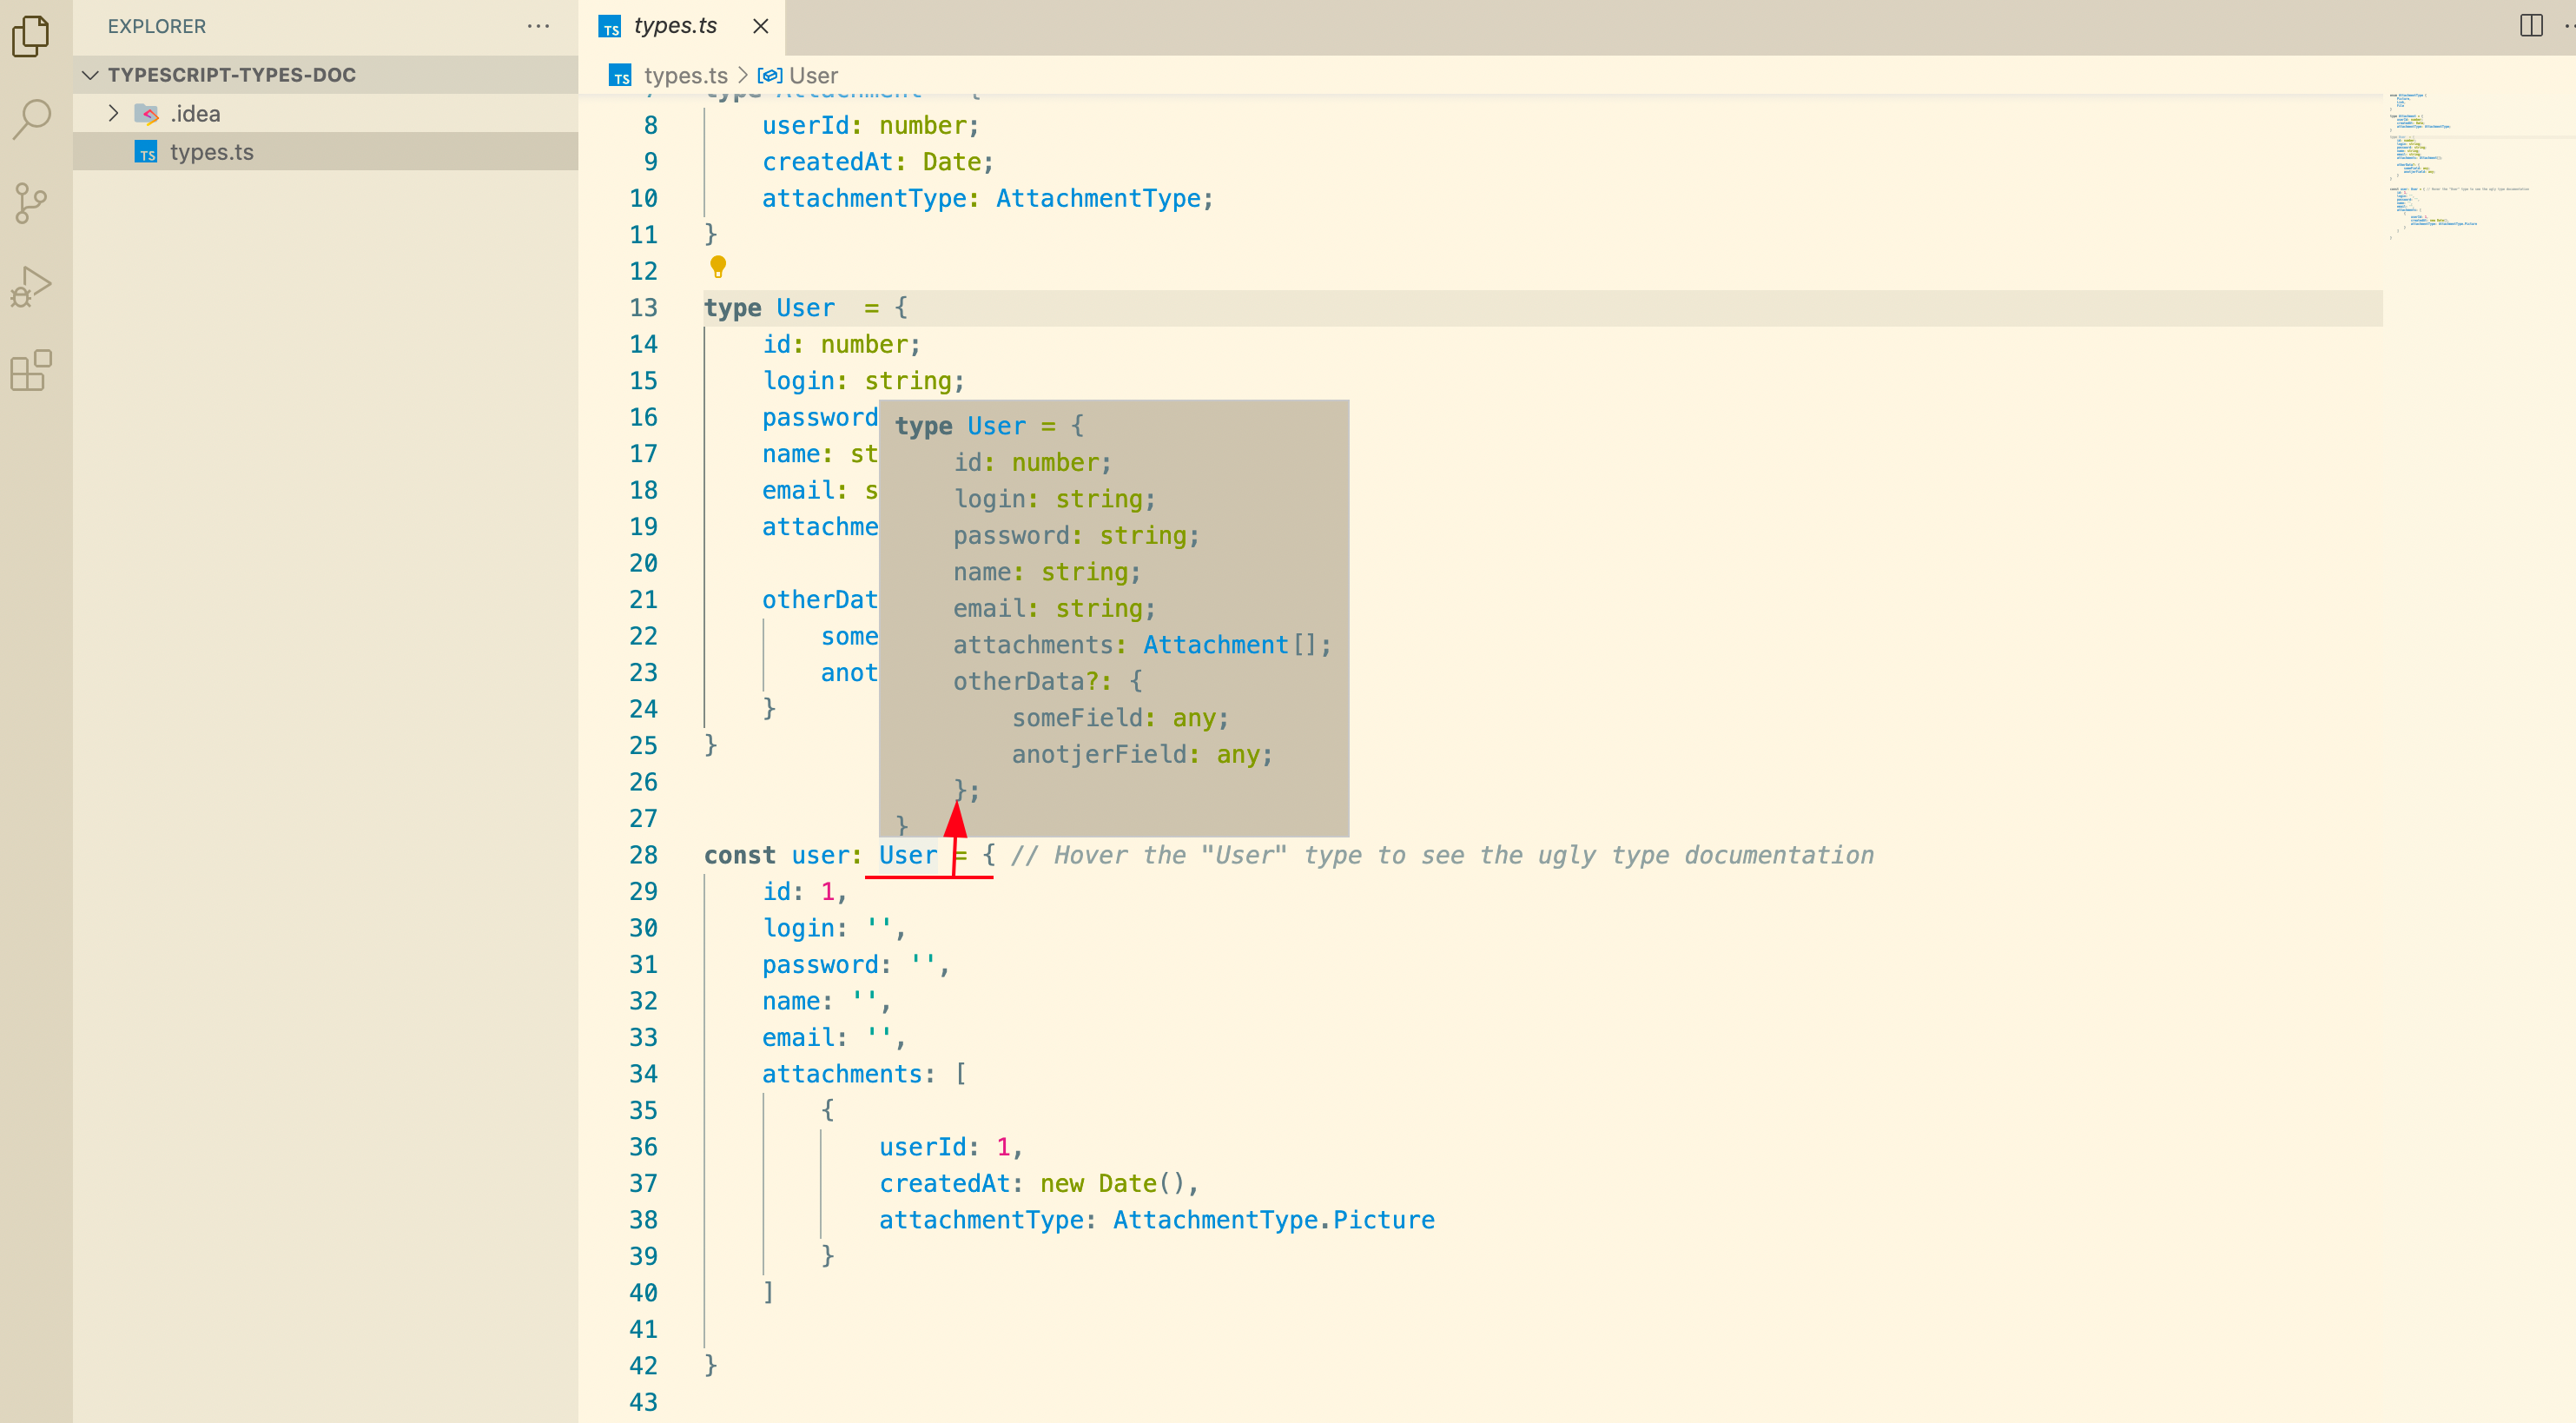 EXPLORER
TYPESCRIPT-TYPES-DOC
.idea
TS types.ts
TS types.ts
TS types.ts > User
7 type Attachment = {
8 userId: number;
9 createdAt: Date;
10 attachmentType: AttachmentType;
11 }
12
13 type User  = {
14 id: number;
15 login: string;
16 password
17 name: st
18 email: s
19 attachme
20
21 otherDat
22 some
23 anot
24 }
25 }
26
27
type User = {
id: number;
login: string;
password: string;
name: string;
email: string;
attachments: Attachment[];
otherData?: {
someField: any;
anotjerField: any;
};
}
28 const user: User = { // Hover the "User" type to see the ugly type documentation
29 id: 1,
30 login: '',
31 password: '',
32 name: '',
33 email: '',
34 attachments: [
35 {
36 userId: 1,
37 createdAt: new Date(),
38 attachmentType: AttachmentType.Picture
39 }
40 ]
41
42 }
43